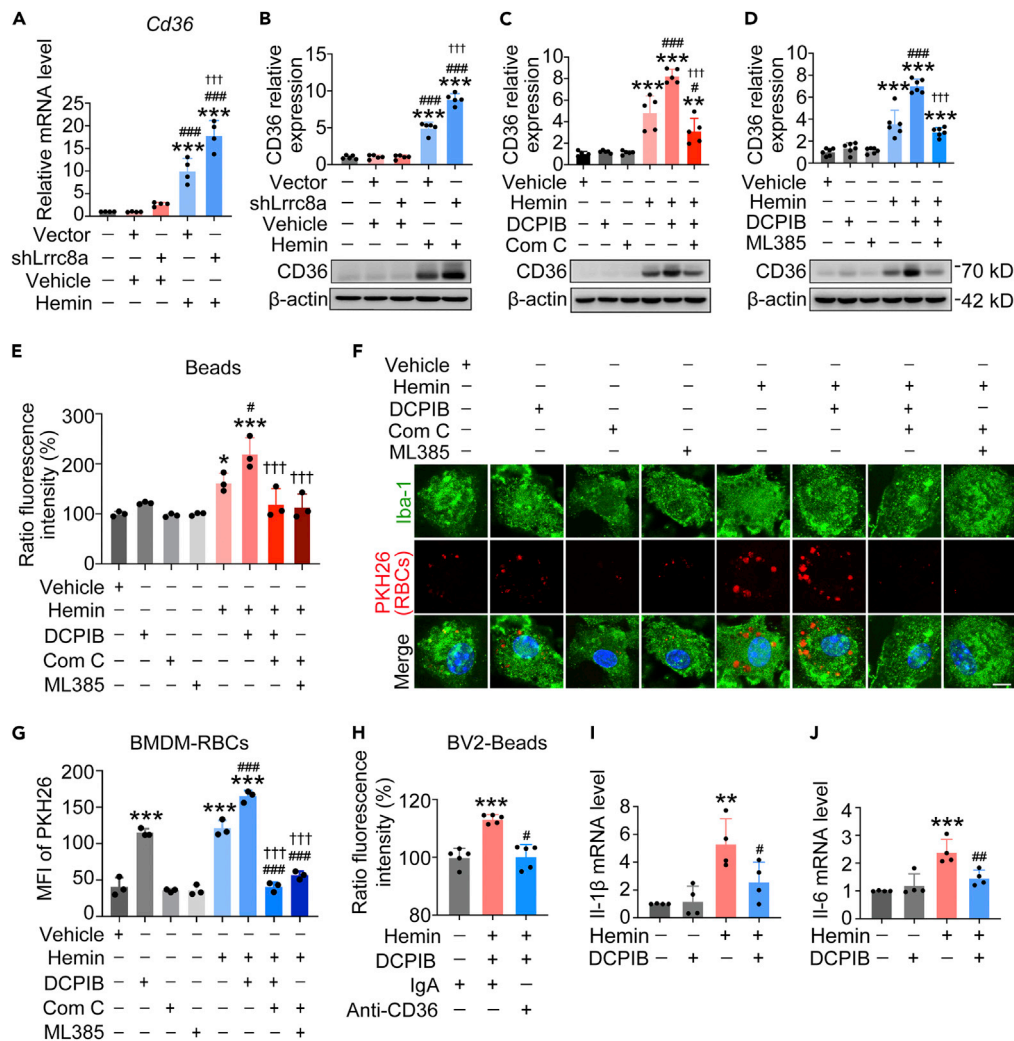 A
Cd36
Relative mRNA level
25
20
15
10
5
0
*** ### ***
### †††
Vector − + − + −
shLrrc8a − − + − +
Vehicle − + + − −
Hemin − − − + +
B
CD36 relative expression
15
10
5
0
### *** ††† ### ***
Vector − + − + −
shLrrc8a − − + − +
Vehicle − + + − −
Hemin − − − + +
CD36
β-actin
C
CD36 relative expression
10
8
6
4
2
0
*** ### *** ††† # **
Vehicle + − − − − −
Hemin − − − + + +
DCPIB − + − − + +
Com C − − + − − +
CD36
β-actin
D
CD36 relative expression
10
8
6
4
2
0
*** ### *** ††† ***
Vehicle + − − − − −
Hemin − − − + + +
DCPIB − + − − + +
ML385 − − + − − +
CD36 -70 kD
β-actin -42 kD
E
Beads
Ratio fluorescence intensity (%)
300
200
100
0
* # *** ††† †††
Vehicle + − − − − − − −
Hemin − − − − + + + +
DCPIB − + − − − + + −
Com C − − + − − − + +
ML385 − − − + − − − +
F
Vehicle + − − − − − − −
Hemin − − − − + + + +
DCPIB − + − − − + + −
Com C − − + − − − + +
ML385 − − − + − − − +
Iba-1
PKH26 (RBCs)
Merge
G
BMDM-RBCs
MFI of PKH26
200
150
100
50
0
*** *** ### *** ††† ### ††† ###
Vehicle + − − − − − − −
Hemin − − − − + + + +
DCPIB − + − − − + + −
Com C − − + − − − + +
ML385 − − − + − − − +
H
BV2-Beads
Ratio fluorescence intensity (%)
120
100
80
*** #
Hemin − + +
DCPIB − + +
IgA + + −
Anti-CD36 − − +
I
Il-1β mRNA level
8
6
4
2
0
** #
Hemin − − + +
DCPIB − + − +
J
Il-6 mRNA level
4
3
2
1
0
*** ##
Hemin − − + +
DCPIB − + − +